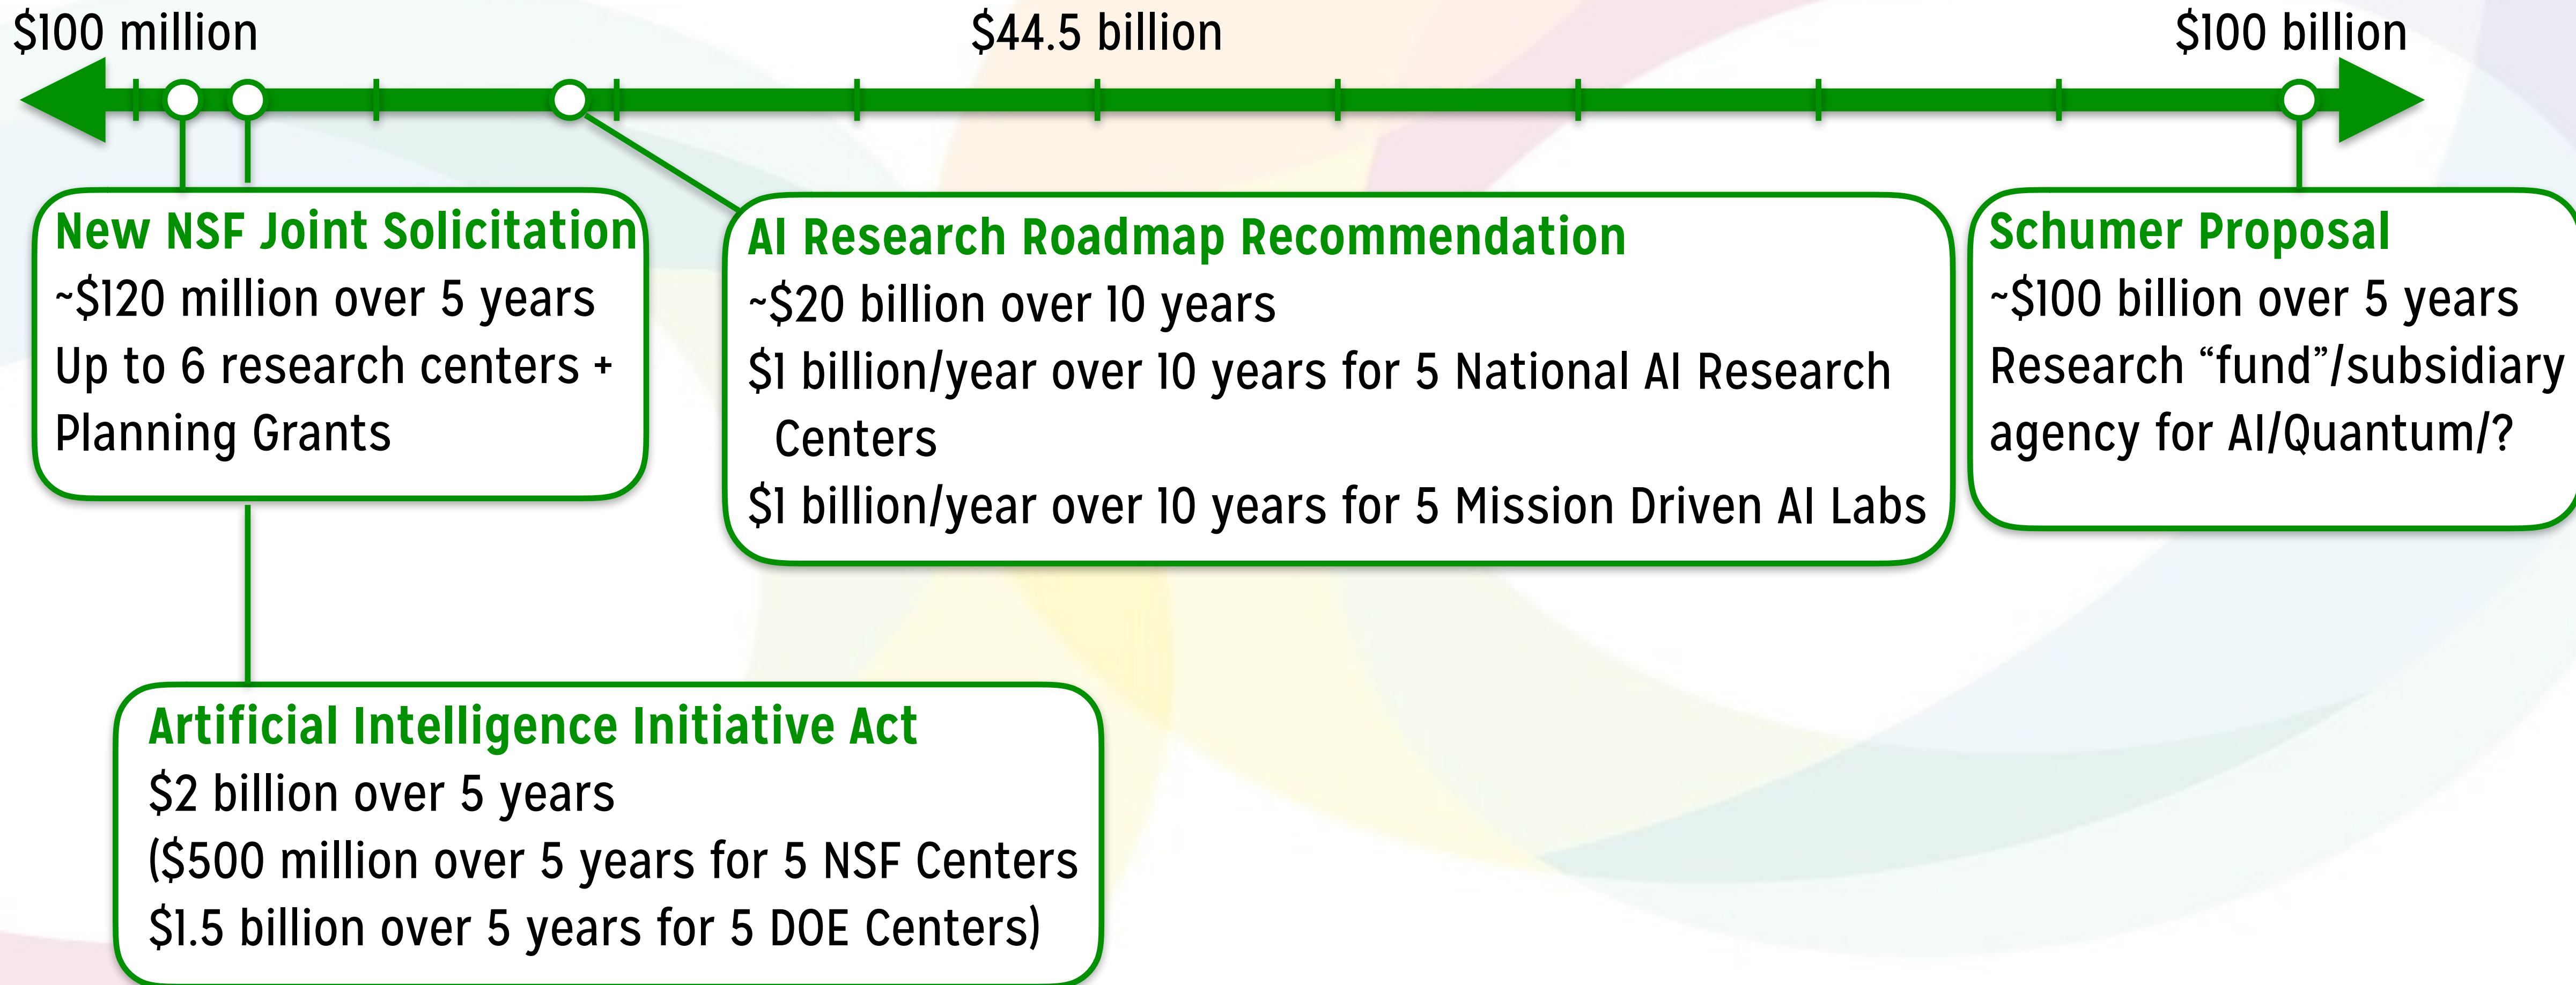 $100 million
$44.5 billion
$100 billion
New NSF Joint Solicitation
~$120 million over 5 years
Up to 6 research centers +
Planning Grants
AI Research Roadmap Recommendation
~$20 billion over 10 years
$1 billion/year over 10 years for 5 National AI Research
Centers
$1 billion/year over 10 years for 5 Mission Driven AI Labs
Schumer Proposal
~$100 billion over 5 years
Research “fund”/subsidiary
agency for AI/Quantum/?
Artificial Intelligence Initiative Act
$2 billion over 5 years
($500 million over 5 years for 5 NSF Centers
$1.5 billion over 5 years for 5 DOE Centers)